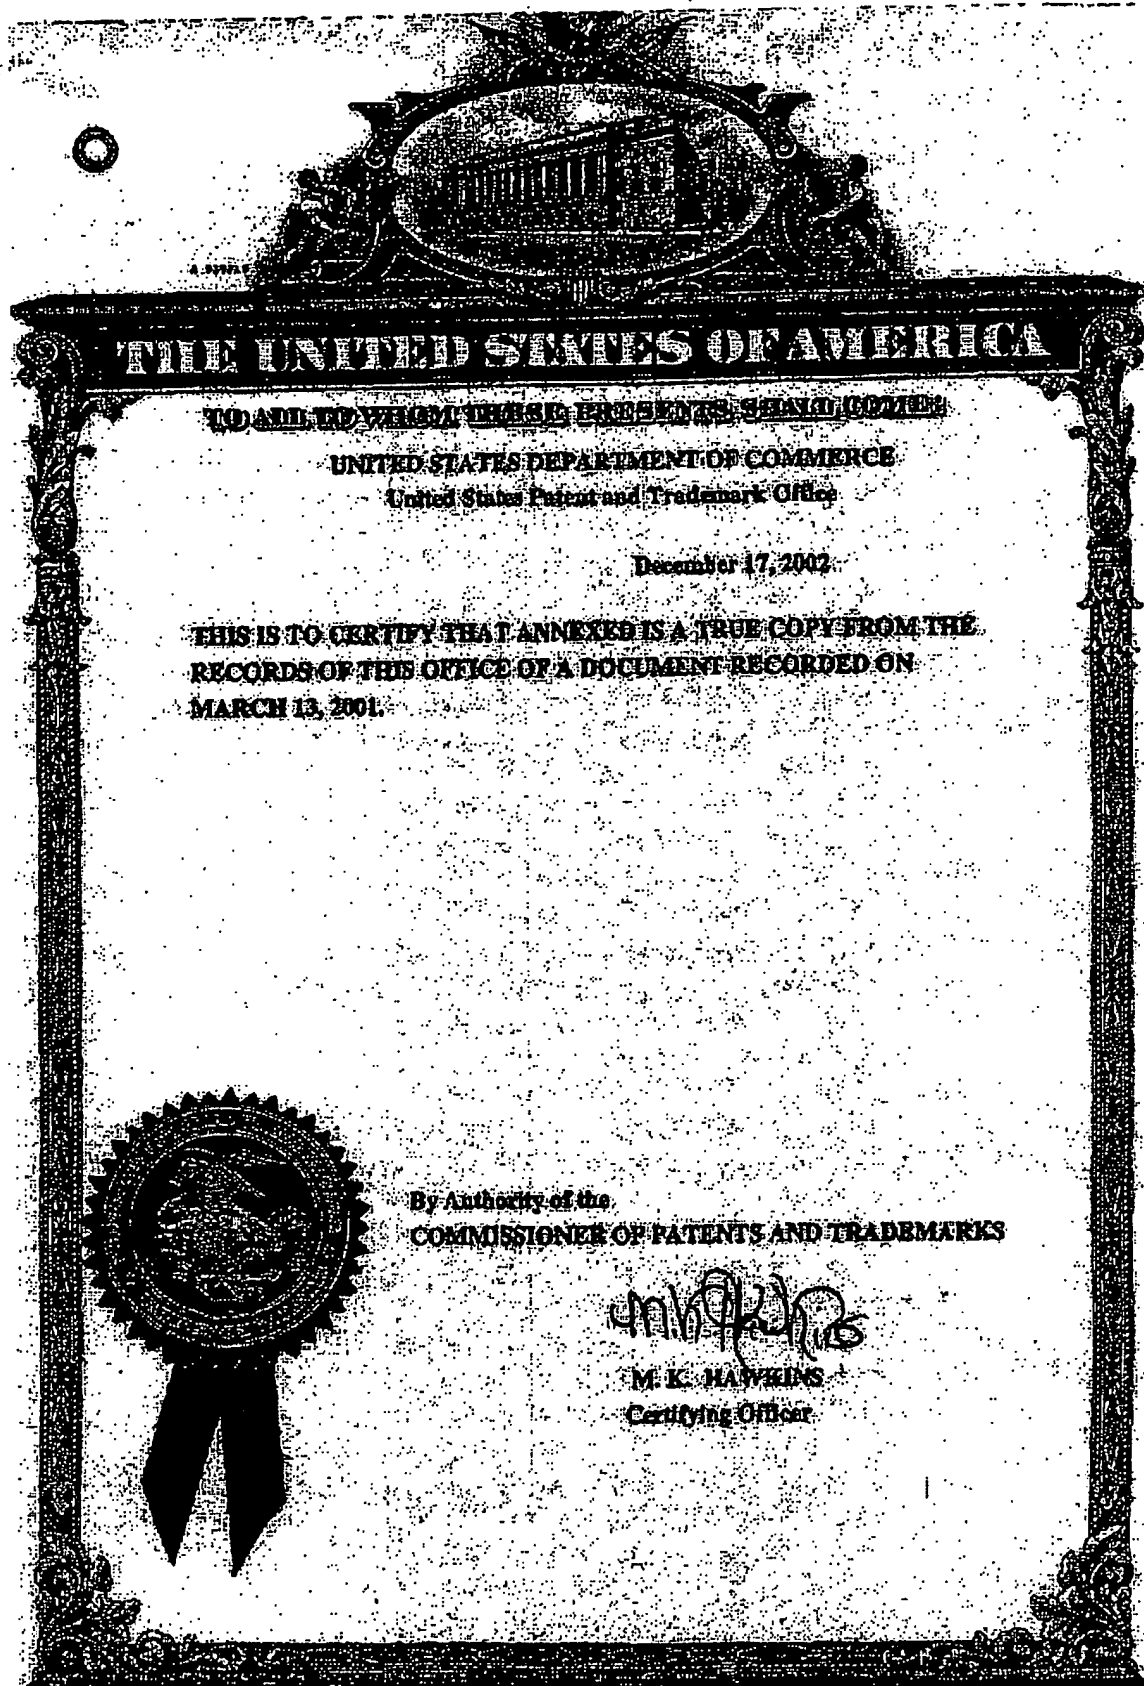 THE UNITED STATES OF AMERICA
TO ALL TO WHOM THESE PRESENTS SHALL COME:
UNITED STATES DEPARTMENT OF COMMERCE
United States Patent and Trademark Office
December 17, 2002
THIS IS TO CERTIFY THAT ANNEXED IS A TRUE COPY FROM THE
RECORDS OF THIS OFFICE OF A DOCUMENT RECORDED ON
MARCH 13, 2001.
By Authority of the
COMMISSIONER OF PATENTS AND TRADEMARKS
M. K. Hawkins
M. K. HAWKINS
Certifying Officer